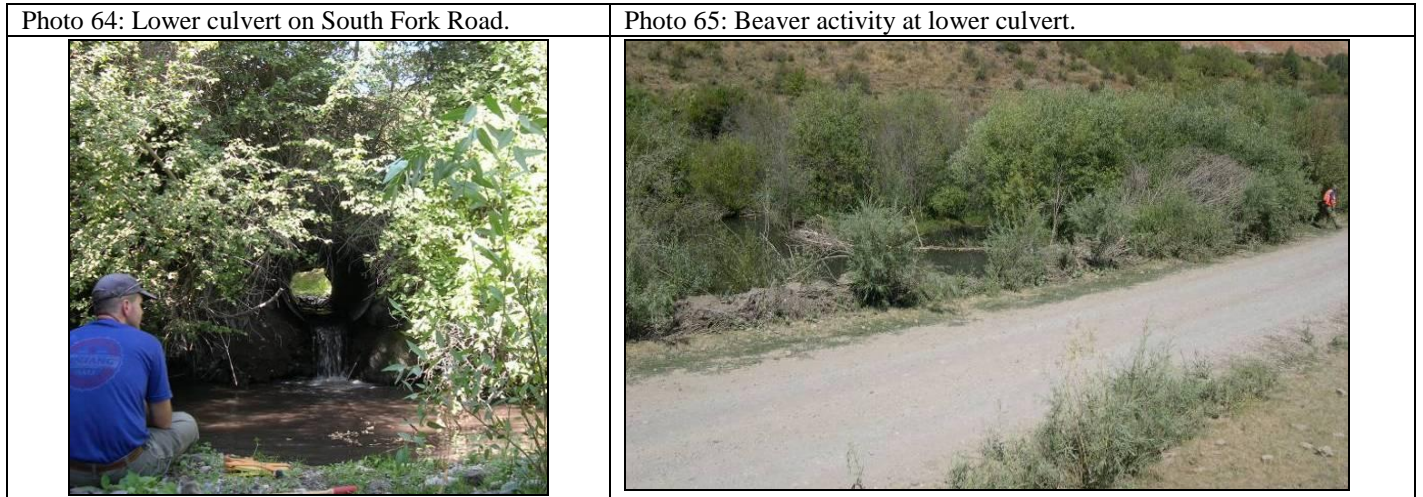 Photo 64: Lower culvert on South Fork Road.
Photo 65: Beaver activity at lower culvert.